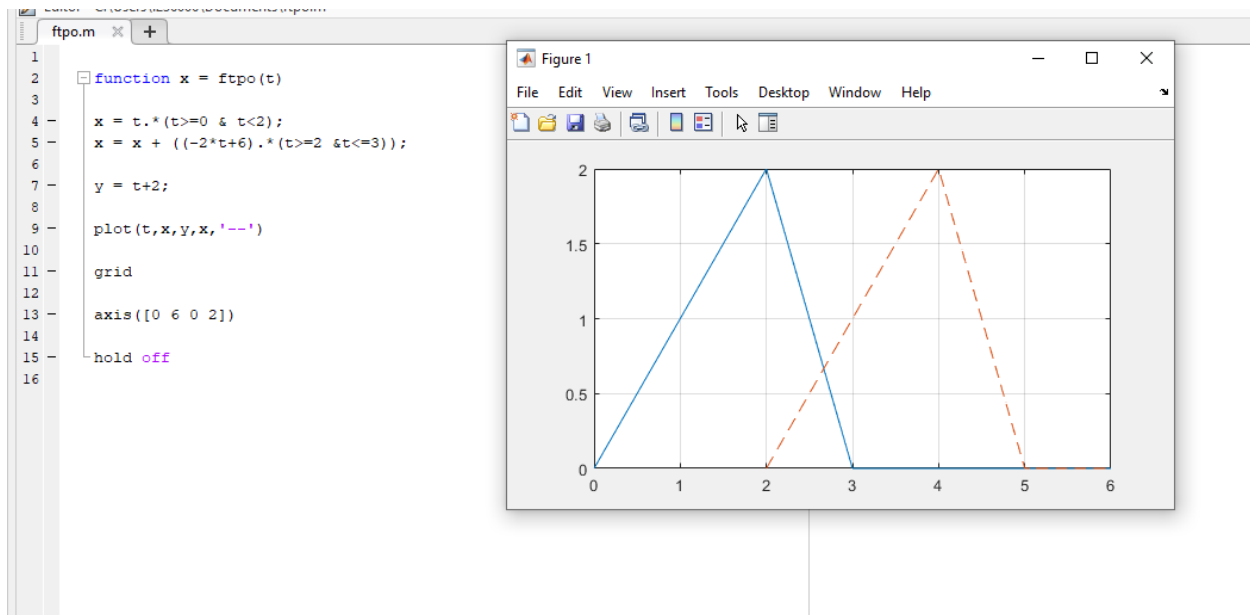 ftpo.m
1
2 function x = ftpo(t)
3
4 x = t.*(t>=0 & t<2);
5 x = x + ((-2*t+6).*(t>=2 &t<=3));
6
7 y = t+2;
8
9 plot(t,x,y,x,'--')
10
11 grid
12
13 axis([0 6 0 2])
14
15 hold off
16
Figure 1
File Edit View Insert Tools Desktop Window Help
2
1.5
1
0.5
0
0 1 2 3 4 5 6